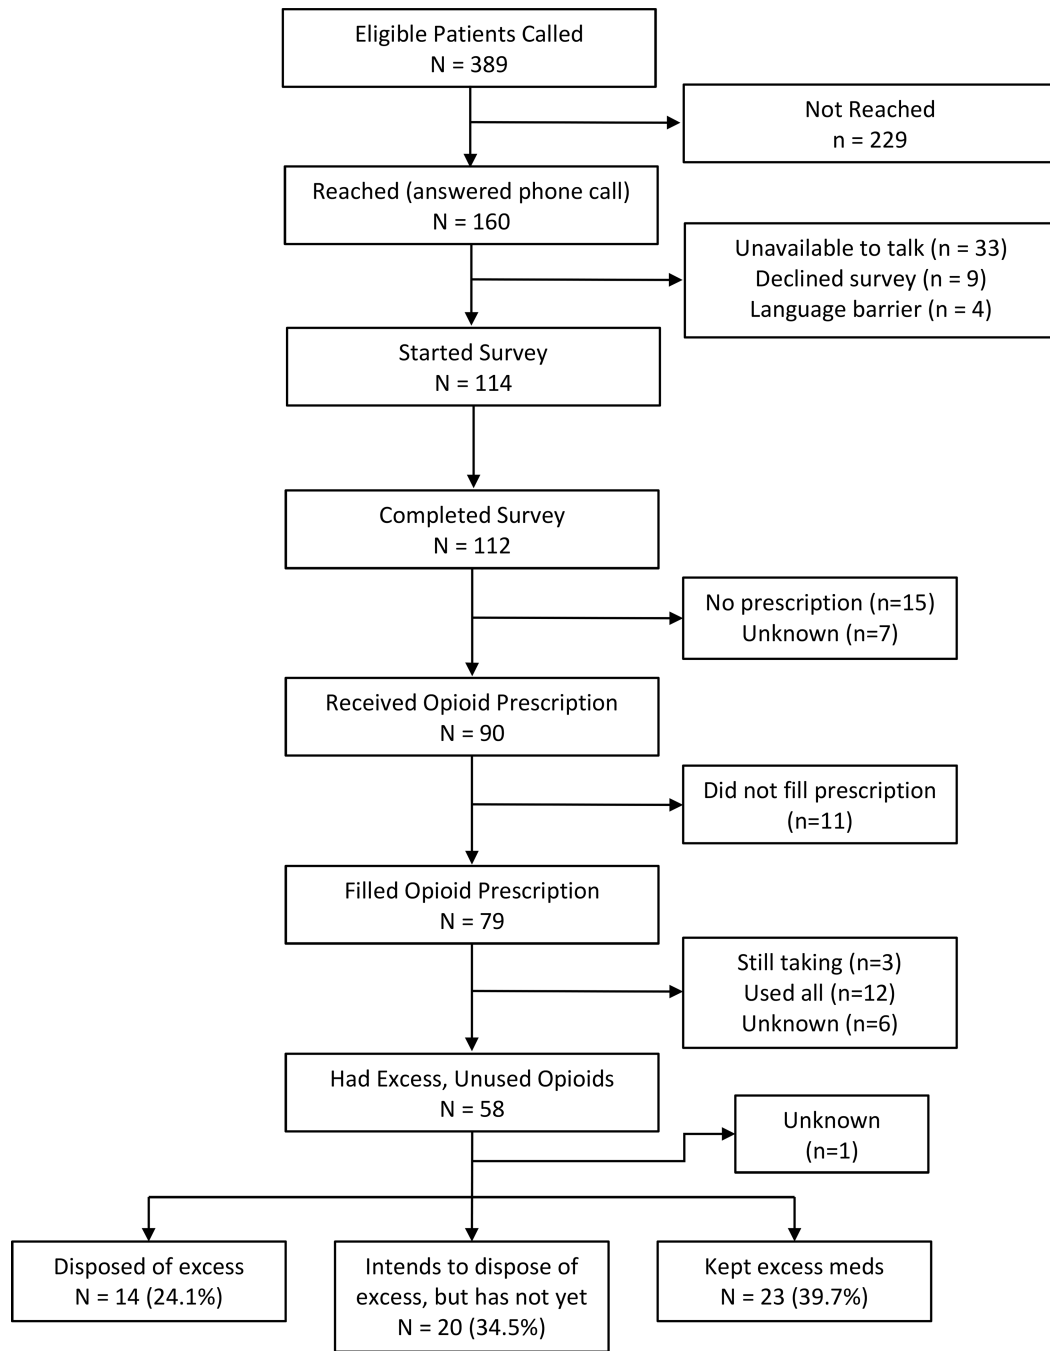 Eligible Patients Called
N = 389
Not Reached
n = 229
Reached (answered phone call)
N = 160
Unavailable to talk (n = 33)
Declined survey (n = 9)
Language barrier (n = 4)
Started Survey
N = 114
Completed Survey
N = 112
No prescription (n=15)
Unknown (n=7)
Received Opioid Prescription
N = 90
Did not fill prescription
(n=11)
Filled Opioid Prescription
N = 79
Still taking (n=3)
Used all (n=12)
Unknown (n=6)
Had Excess, Unused Opioids
N = 58
Unknown
(n=1)
Disposed of excess
N = 14 (24.1%)
Intends to dispose of
excess, but has not yet
N = 20 (34.5%)
Kept excess meds
N = 23 (39.7%)